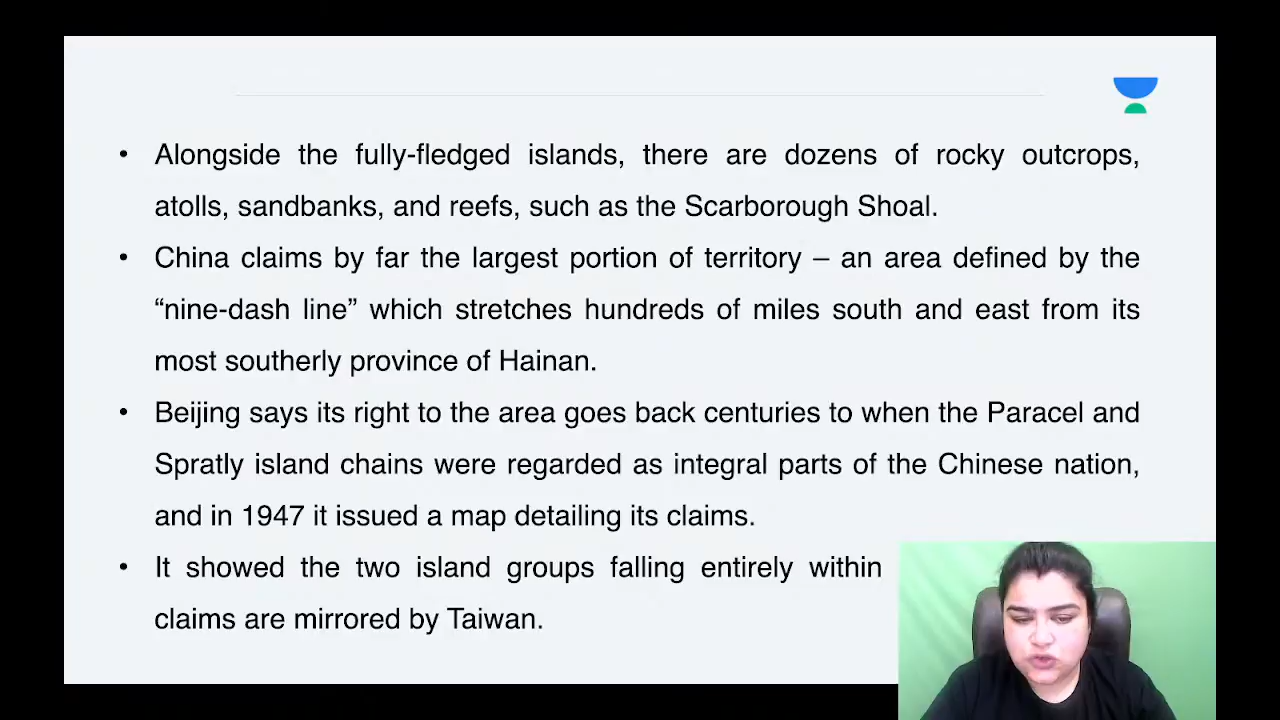 • Alongside the fully-fledged islands, there are dozens of rocky outcrops,
atolls, sandbanks, and reefs, such as the Scarborough Shoal.
• China claims by far the largest portion of territory – an area defined by the
“nine-dash line” which stretches hundreds of miles south and east from its
most southerly province of Hainan.
• Beijing says its right to the area goes back centuries to when the Paracel and
Spratly island chains were regarded as integral parts of the Chinese nation,
and in 1947 it issued a map detailing its claims.
• It showed the two island groups falling entirely within
claims are mirrored by Taiwan.